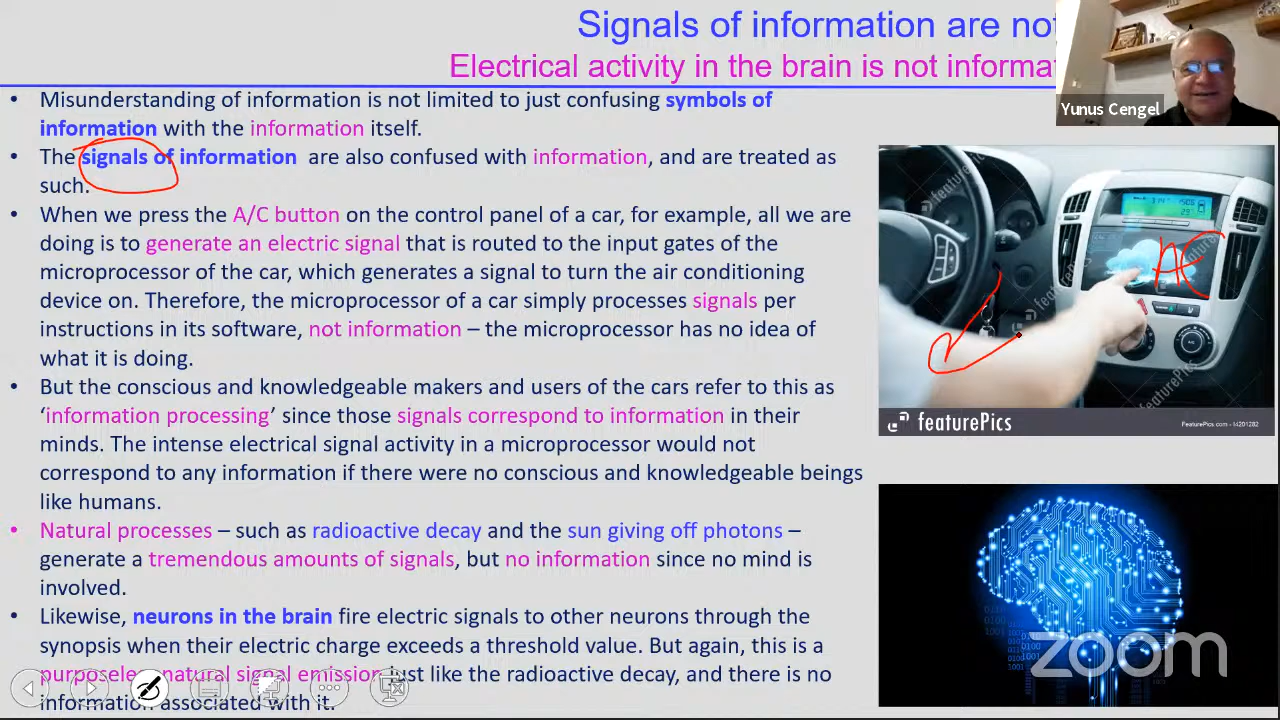 Signals of information are not
Electrical activity in the brain is not informat
Yunus Cengel
• Misunderstanding of information is not limited to just confusing symbols of
information with the information itself.
• The signals of information are also confused with information, and are treated as
such.
• When we press the A/C button on the control panel of a car, for example, all we are
doing is to generate an electric signal that is routed to the input gates of the
microprocessor of the car, which generates a signal to turn the air conditioning
device on. Therefore, the microprocessor of a car simply processes signals per
instructions in its software, not information – the microprocessor has no idea of
what it is doing.
• But the conscious and knowledgeable makers and users of the cars refer to this as
‘information processing’ since those signals correspond to information in their
minds. The intense electrical signal activity in a microprocessor would not
correspond to any information if there were no conscious and knowledgeable beings
like humans.
• Natural processes – such as radioactive decay and the sun giving off photons –
generate a tremendous amounts of signals, but no information since no mind is
involved.
• Likewise, neurons in the brain fire electric signals to other neurons through the
synopsis when their electric charge exceeds a threshold value. But again, this is a
purposeless natural signal emission just like the radioactive decay, and there is no
information associated with it.
AC
featurePics
FeaturePics.com - I4201282
zoom